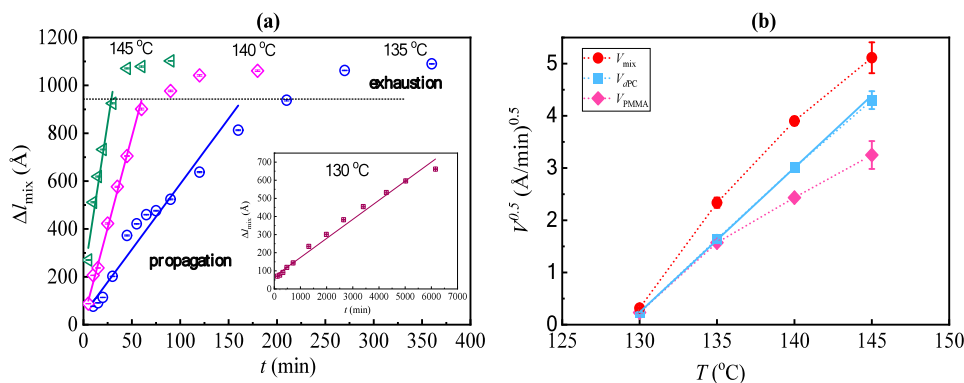 (a)
145 °C
140 °C
135 °C
1200
1000
800
600
400
200
0
exhaustion
propagation
Δl_mix (Å)
0 50 100 150 200 250 300 350 400
t (min)
130 °C
700
600
500
400
300
200
100
0
Δl_mix (Å)
0 1000 2000 3000 4000 5000 6000 7000
t (min)
(b)
V_mix
V_dPC
V_PMMA
6
5
4
3
2
1
0
V^0.5 (Å/min)^0.5
125 130 135 140 145 150
T (°C)